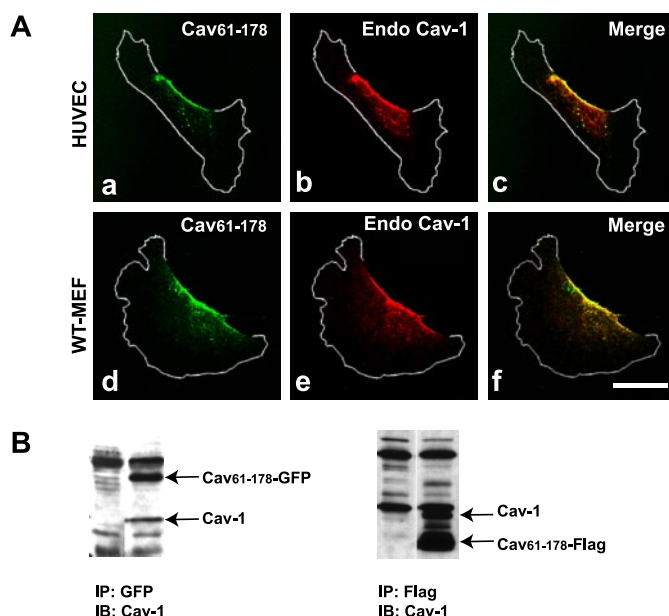 A
Cav61-178
Endo Cav-1
Merge
HUVEC
a
b
c
Cav61-178
Endo Cav-1
Merge
WT-MEF
d
e
f
B
Cav61-178-GFP
Cav-1
IP: GFP
IB: Cav-1
Cav-1
Cav61-178-Flag
IP: Flag
IB: Cav-1